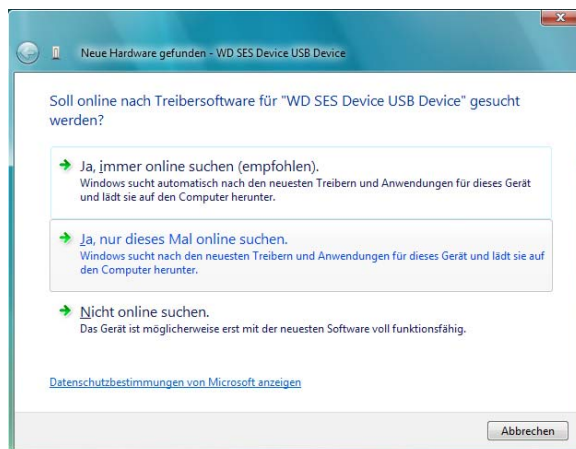 Neue Hardware gefunden - WD SES Device USB Device
Soll online nach Treibersoftware für "WD SES Device USB Device" gesucht
werden?
Ja, immer online suchen (empfohlen).
Windows sucht automatisch nach den neuesten Treibern und Anwendungen für dieses Gerät
und lädt sie auf den Computer herunter.
Ja, nur dieses Mal online suchen.
Windows sucht nach den neuesten Treibern und Anwendungen für dieses Gerät und lädt sie auf
den Computer herunter.
Nicht online suchen.
Das Gerät ist möglicherweise erst mit der neuesten Software voll funktionsfähig.
Datenschutzbestimmungen von Microsoft anzeigen
Abbrechen